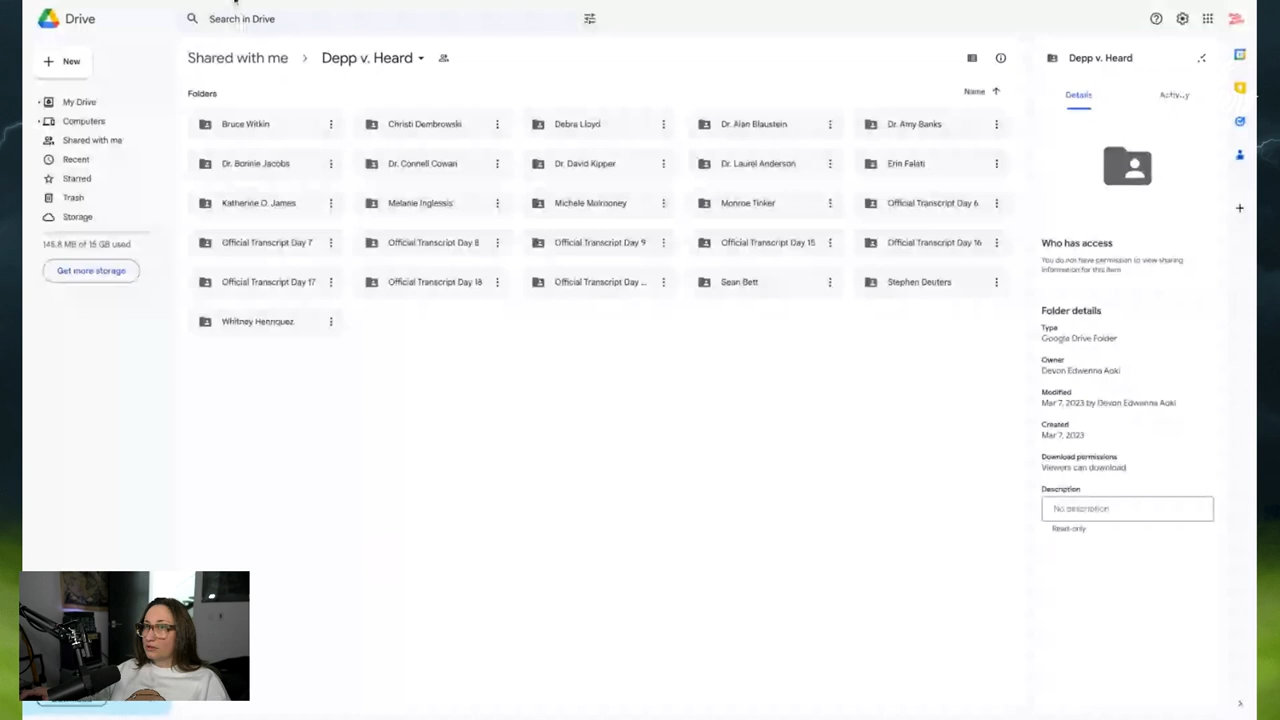 Drive
Search in Drive
New
My Drive
Computers
Shared with me
Recent
Starred
Trash
Storage
145.8 MB of 15 GB used
Get more storage
Shared with me › Depp v. Heard
Folders
Name
Bruce Witkin
Christi Dembrowski
Debra Lloyd
Dr. Alan Blaustein
Dr. Amy Banks
Dr. Bonnie Jacobs
Dr. Connell Cowan
Dr. David Kipper
Dr. Laurel Anderson
Erin Falati
Katherine D. James
Melanie Inglessis
Michele Mulrooney
Monroe Tinker
Official Transcript Day 6
Official Transcript Day 7
Official Transcript Day 8
Official Transcript Day 9
Official Transcript Day 15
Official Transcript Day 16
Official Transcript Day 17
Official Transcript Day 18
Official Transcript Day ...
Sean Bett
Stephen Deuters
Whitney Henriquez
Depp v. Heard
Details
Activity
Who has access
You do not have permission to view sharing
information for this item
Folder details
Type
Google Drive Folder
Owner
Devon Edwenna Aoki
Modified
Mar 7, 2023 by Devon Edwenna Aoki
Created
Mar 7, 2023
Download permissions
Viewers can download
Description
No description
Read-only